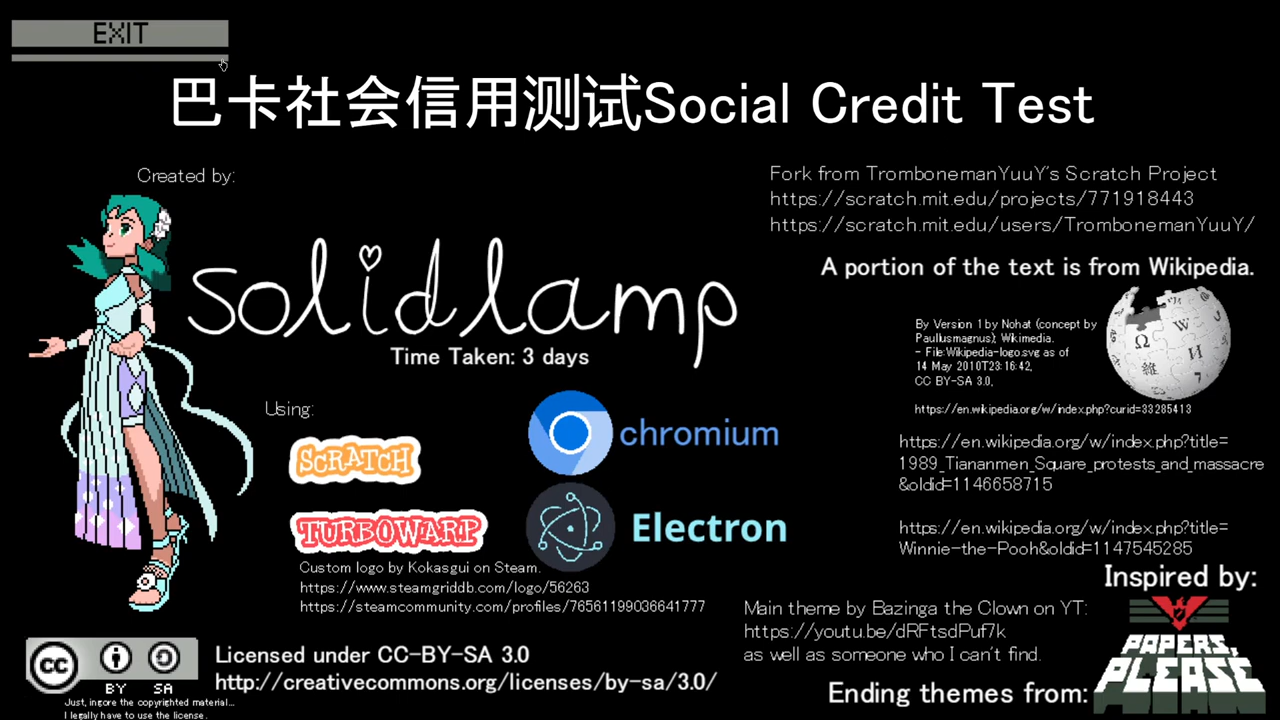 EXIT
巴卡社会信用测试Social Credit Test
Created by:
solidlamp
Time Taken: 3 days
Using:
SCRATCH
TURBOWARP
chromium
Electron
Custom logo by Kokasgui on Steam.
https://www.steamgriddb.com/logo/56263
https://steamcommunity.com/profiles/76561199036641777
Fork from TrombonemanYuuY's Scratch Project
https://scratch.mit.edu/projects/771918443
https://scratch.mit.edu/users/TrombonemanYuuY/
A portion of the text is from Wikipedia.
By Version 1 by Nohat (concept by
Paullusmagnus); Wikimedia.
- File:Wikipedia-logo.svg as of
14 May 2010T23:16:42,
CC BY-SA 3.0,
https://en.wikipedia.org/w/index.php?curid=33285413
Ω W И 維 7
https://en.wikipedia.org/w/index.php?title=
1989_Tiananmen_Square_protests_and_massacre
&oldid=1146658715
https://en.wikipedia.org/w/index.php?title=
Winnie-the-Pooh&oldid=1147545285
Inspired by:
PAPERS,
PLEASE
Main theme by Bazinga the Clown on YT:
https://youtu.be/dRFtsdPuf7k
as well as someone who I can't find.
Ending themes from:
cc
BY SA
Licensed under CC-BY-SA 3.0
http://creativecommons.org/licenses/by-sa/3.0/
Just, ingore the copyrighted material...
I legally have to use the license.